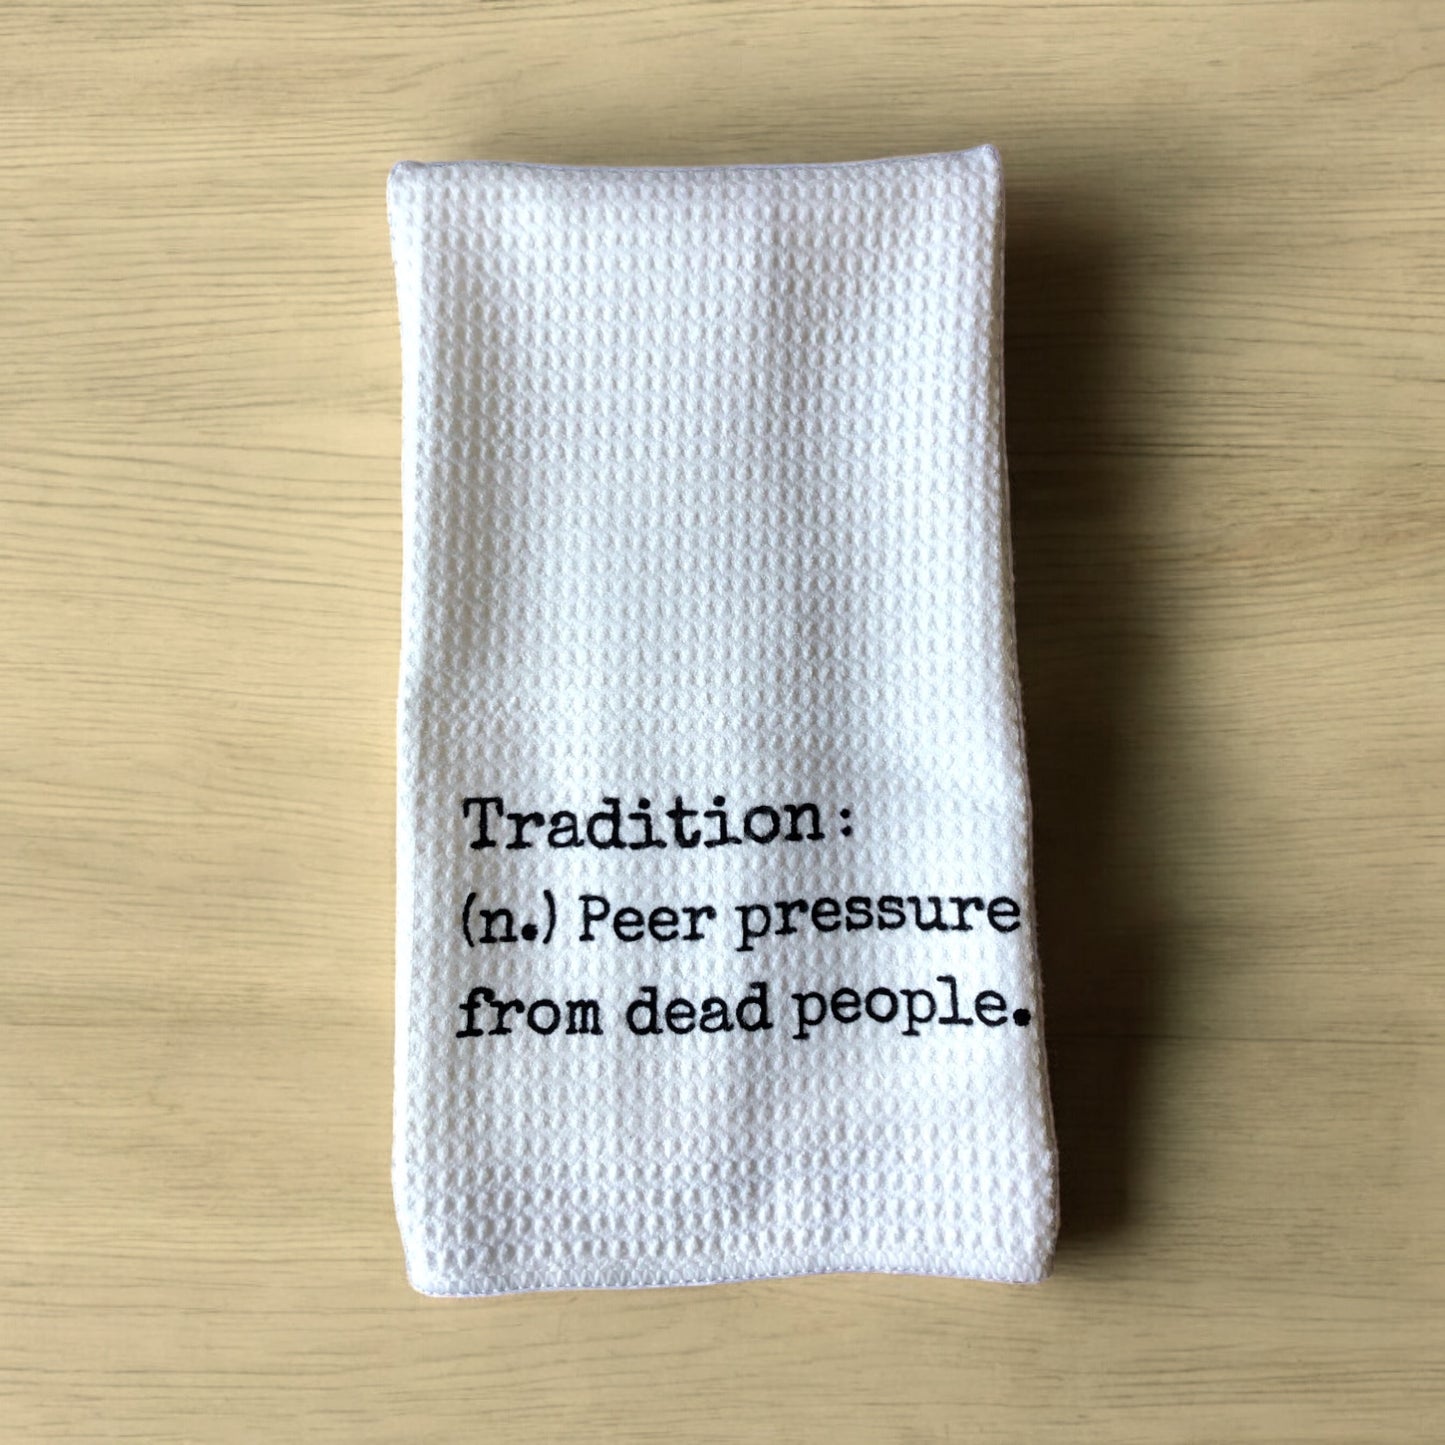 Tradition:
(n.) Peer pressure
from dead people.